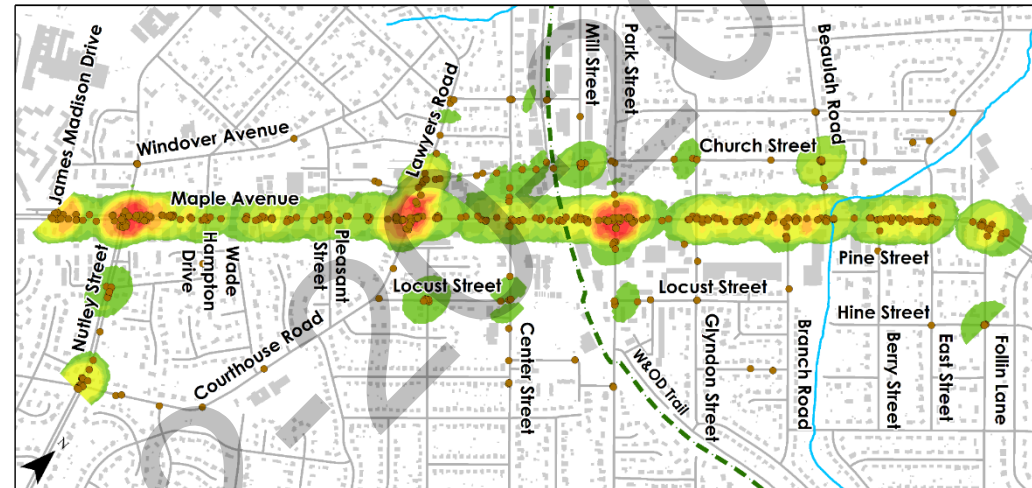 James Madison Drive
Windover Avenue
Lawyers Road
Mill Street
Park Street
Beaulah Road
Church Street
Maple Avenue
Nutley Street
Hampton
Drive
Wade
Pleasant
Street
Locust Street
Locust Street
Pine Street
Hine Street
Courthouse Road
Center Street
W&OD Trail
Glyndon Street
Branch Road
Berry Street
East Street
Follin Lane
N